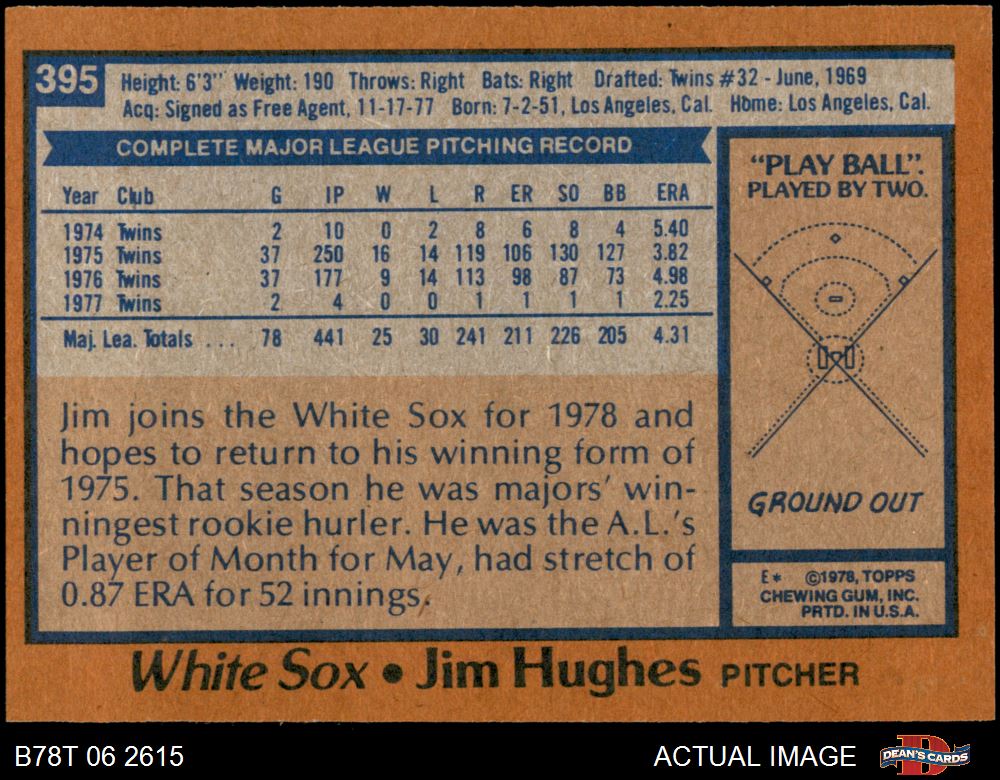 395
Height: 6'3" Weight: 190 Throws: Right Bats: Right Drafted: Twins #32 - June, 1969
Acq: Signed as Free Agent, 11-17-77 Born: 7-2-51, Los Angeles, Cal. Home: Los Angeles, Cal.
COMPLETE MAJOR LEAGUE PITCHING RECORD
Year Club G IP W L R ER SO BB ERA
1974 Twins 2 10 0 2 8 6 8 4 5.40
1975 Twins 37 250 16 14 119 106 130 127 3.82
1976 Twins 37 177 9 14 113 98 87 73 4.98
1977 Twins 2 4 0 0 1 1 1 1 2.25
Maj. Lea. Totals ... 78 441 25 30 241 211 226 205 4.31
Jim joins the White Sox for 1978 and
hopes to return to his winning form of
1975. That season he was majors' win-
ningest rookie hurler. He was the A.L.'s
Player of Month for May, had stretch of
0.87 ERA for 52 innings.
"PLAY BALL".
PLAYED BY TWO.
GROUND OUT
E* ©1978, TOPPS
CHEWING GUM, INC.
PRTD. IN U.S.A.
White Sox • Jim Hughes PITCHER
B78T 06 2615
ACTUAL IMAGE
DEAN'S CARDS